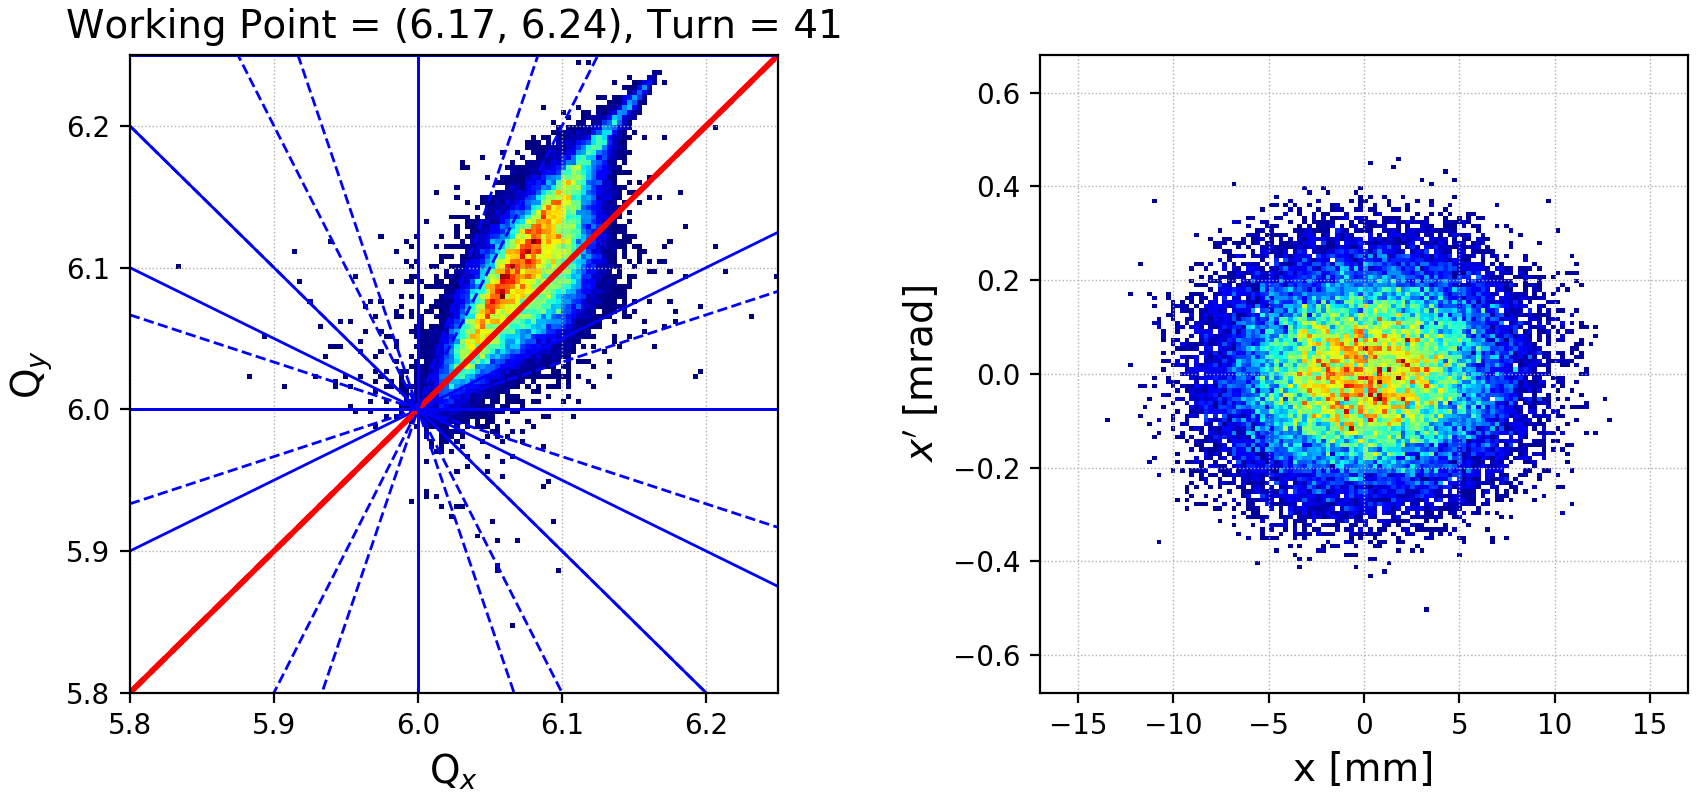 Working Point = (6.17, 6.24), Turn = 41
6.2
6.1
6.0
5.9
5.8
Q_y
5.8 5.9 6.0 6.1 6.2
Q_x
0.6
0.4
0.2
0.0
−0.2
−0.4
−0.6
x′ [mrad]
−15 −10 −5 0 5 10 15
x [mm]